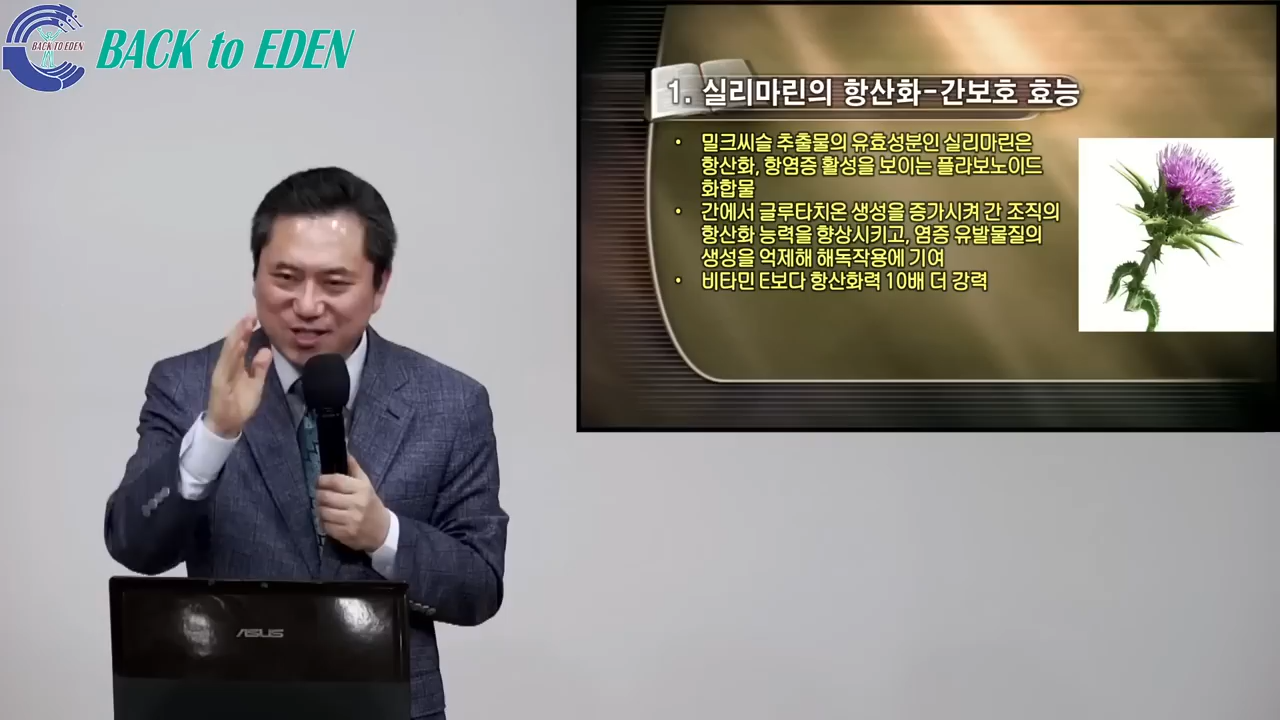 BACK TO EDEN
BACK to EDEN
1. 실리마린의 항산화-간보호 효능
• 밀크씨슬 추출물의 유효성분인 실리마린은
항산화, 항염증 활성을 보이는 플라보노이드
화합물
• 간에서 글루타치온 생성을 증가시켜 간 조직의
항산화 능력을 향상시키고, 염증 유발물질의
생성을 억제해 해독작용에 기여
• 비타민 E보다 항산화력 10배 더 강력
ASUS